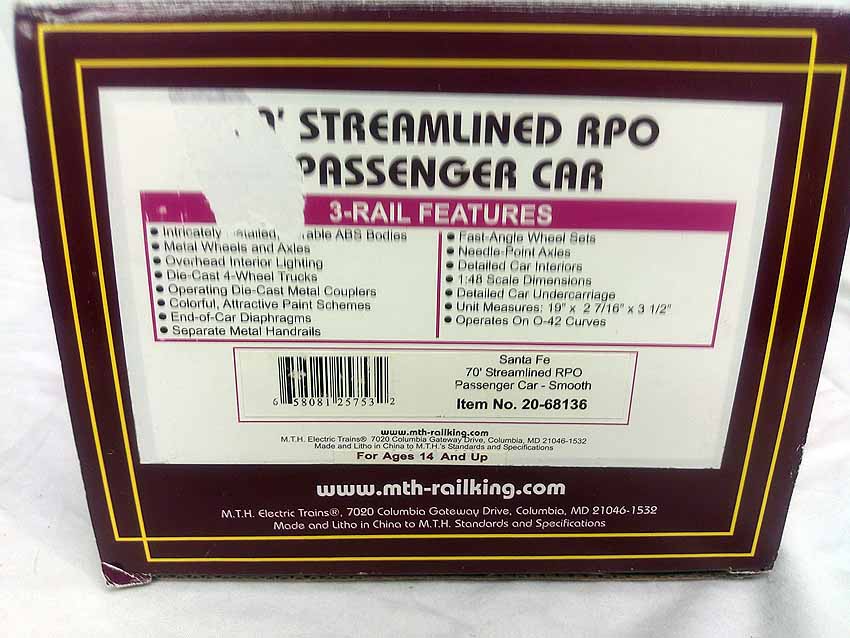 0' STREAMLINED RPO
PASSENGER CAR
3-RAIL FEATURES
• Intricately ABS Bodies
• Metal Wheels and Axles
• Overhead Interior Lighting
• Die-Cast 4-Wheel Trucks
• Operating Die-Cast Metal Couplers
• Colorful, Attractive Paint Schemes
• End-of-Car Diaphragms
• Separate Metal Handrails
• Fast-Angle Wheel Sets
• Needle-Point Axles
• Detailed Car Interiors
• 1:48 Scale Dimensions
• Detailed Car Undercarriage
• Unit Measures: 19" x 2 7/16" x 3 1/2"
• Operates On O-42 Curves
6 58081 25753 2
Santa Fe
70' Streamlined RPO
Passenger Car - Smooth
Item No. 20-68136
www.mth-railking.com
M.T.H. Electric Trains® 7020 Columbia Gateway Drive, Columbia, MD 21046-1532
Made and Litho in China to M.T.H.'s Standards and Specifications
For Ages 14 And Up
www.mth-railking.com
M.T.H. Electric Trains®, 7020 Columbia Gateway Drive, Columbia, MD 21046-1532
Made and Litho in China to M.T.H. Standards and Specifications